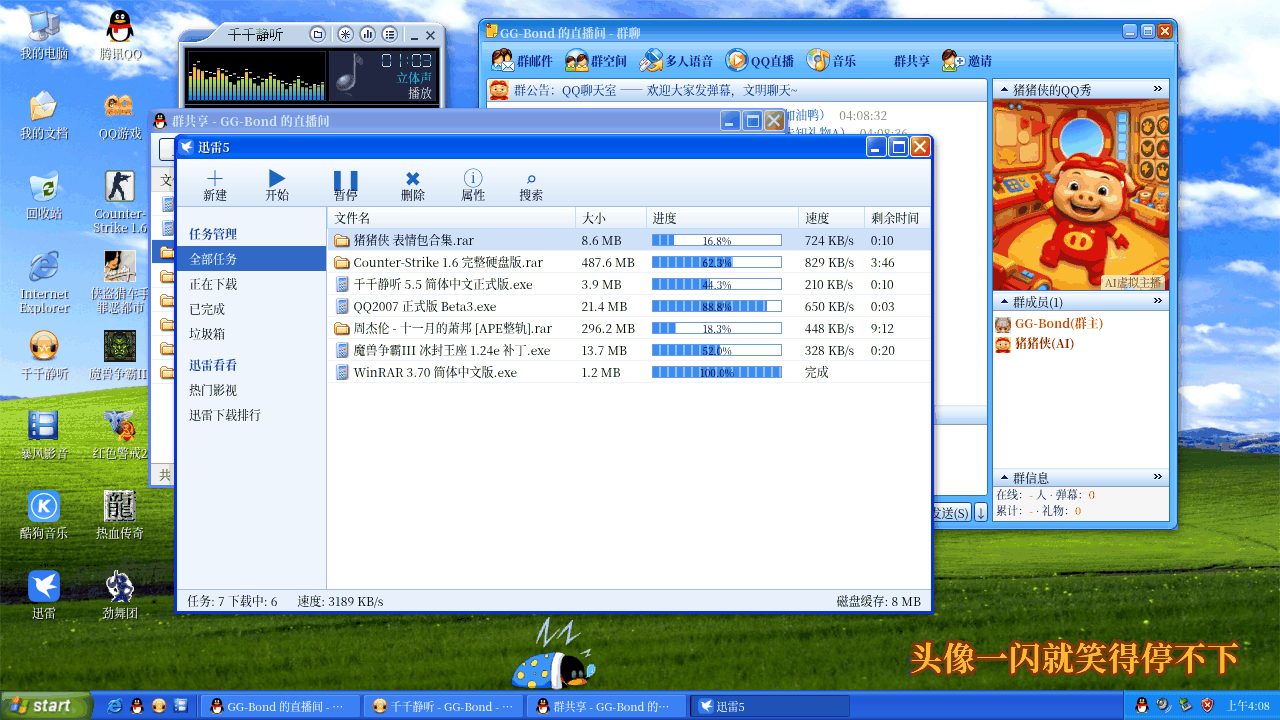 我的电脑
腾讯QQ
我的文档
QQ游戏
回收站
Counter-
Strike 1.6
Internet
Explorer
侠盗猎车手
罪恶都市
千千静听
魔兽争霸III
暴风影音
红色警戒2
酷狗音乐
热血传奇
迅雷
劲舞团
千千静听
01:03
立体声
播放
GG-Bond 的直播间 - 群聊
群邮件
群空间
多人语音
QQ直播
音乐
群共享
邀请
群公告: QQ聊天室 —— 欢迎大家发弹幕，文明聊天~
加油鸭） 04:08:32
未知礼物A） 04:08:36
发送(S)
↓
猪猪侠的QQ秀
AI虚拟主播
群成员(1)
GG-Bond(群主)
猪猪侠(AI)
群信息
在线: - 人 · 弹幕: 0
累计: - · 礼物: 0
群共享 - GG-Bond 的直播间
共
迅雷5
新建
开始
暂停
删除
属性
搜索
任务管理
全部任务
正在下载
已完成
垃圾箱
迅雷看看
热门影视
迅雷下载排行
文件名 大小 进度 速度 剩余时间
猪猪侠 表情包合集.rar 8.6 MB 16.8% 724 KB/s 0:10
Counter-Strike 1.6 完整硬盘版.rar 487.6 MB 62.3% 829 KB/s 3:46
千千静听 5.5 简体中文正式版.exe 3.9 MB 44.3% 210 KB/s 0:10
QQ2007 正式版 Beta3.exe 21.4 MB 88.8% 650 KB/s 0:03
周杰伦 - 十一月的萧邦 [APE整轨].rar 296.2 MB 18.3% 448 KB/s 9:12
魔兽争霸III 冰封王座 1.24e 补丁.exe 13.7 MB 52.0% 328 KB/s 0:20
WinRAR 3.70 简体中文版.exe 1.2 MB 100.0% 完成
任务: 7 下载中: 6 速度: 3189 KB/s 磁盘缓存: 8 MB
头像一闪就笑得停不下
start
GG-Bond 的直播间 - ···
千千静听 - GG-Bond - ···
群共享 - GG-Bond 的···
迅雷5
上午4:08